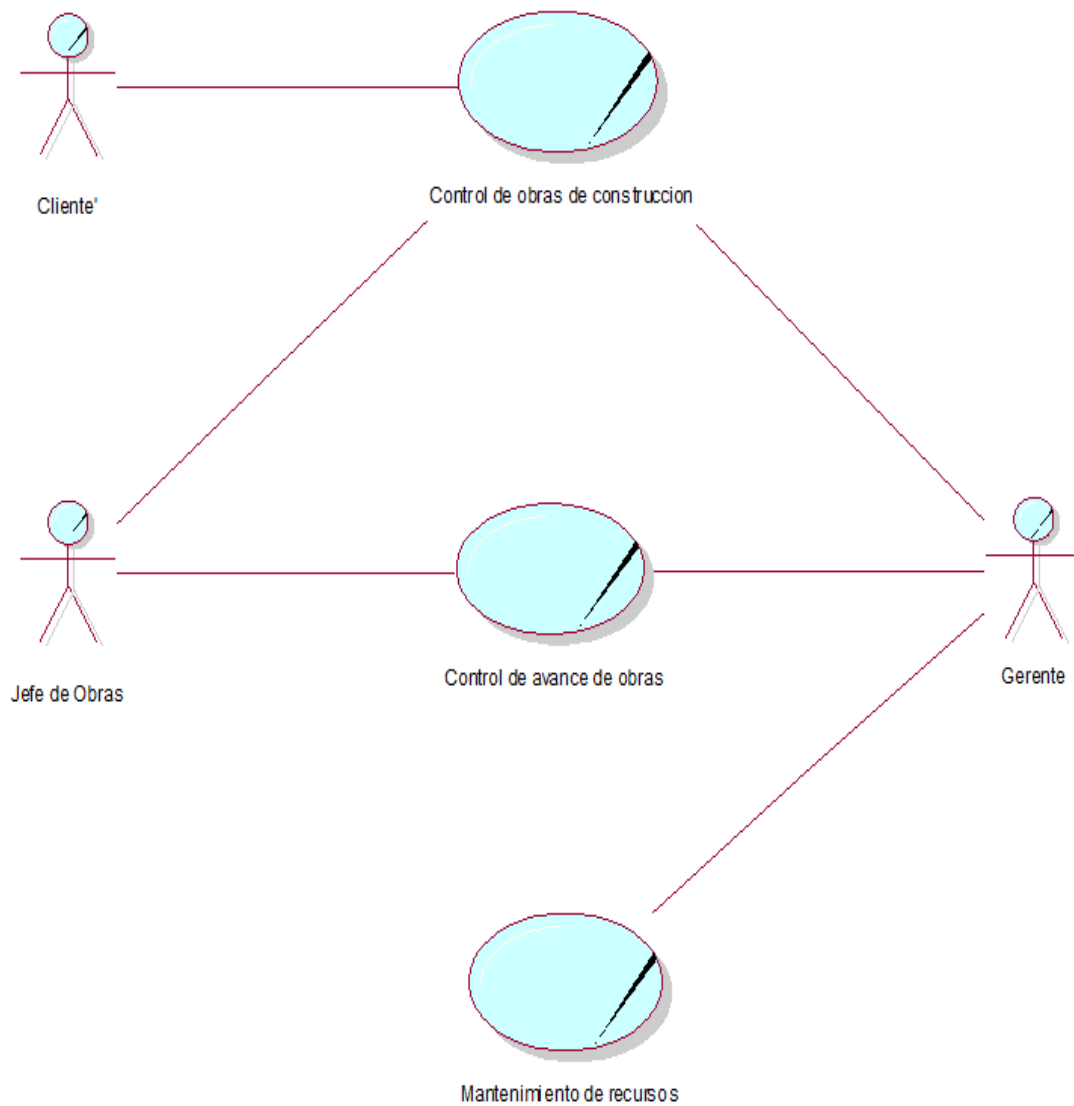 Cliente'
Control de obras de construccion
Jefe de Obras
Control de avance de obras
Gerente
Mantenimiento de recursos